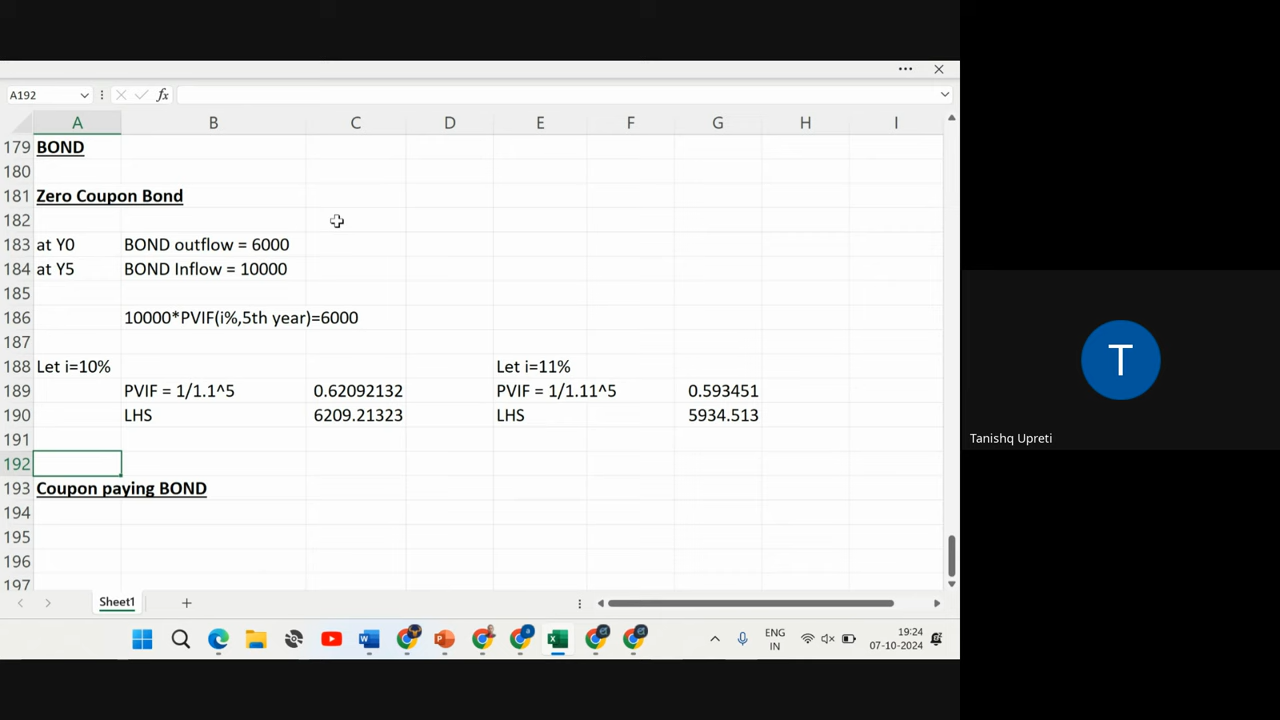 A192
fx
A B C D E F G H I
179 BOND
180
181 Zero Coupon Bond
182
183 at Y0 BOND outflow = 6000
184 at Y5 BOND Inflow = 10000
185
186 10000*PVIF(i%,5th year)=6000
187
188 Let i=10% Let i=11%
189 PVIF = 1/1.1^5 0.62092132 PVIF = 1/1.11^5 0.593451
190 LHS 6209.21323 LHS 5934.513
191
192
193 Coupon paying BOND
194
195
196
197
Sheet1
ENG
IN
19:24
07-10-2024
T
Tanishq Upreti